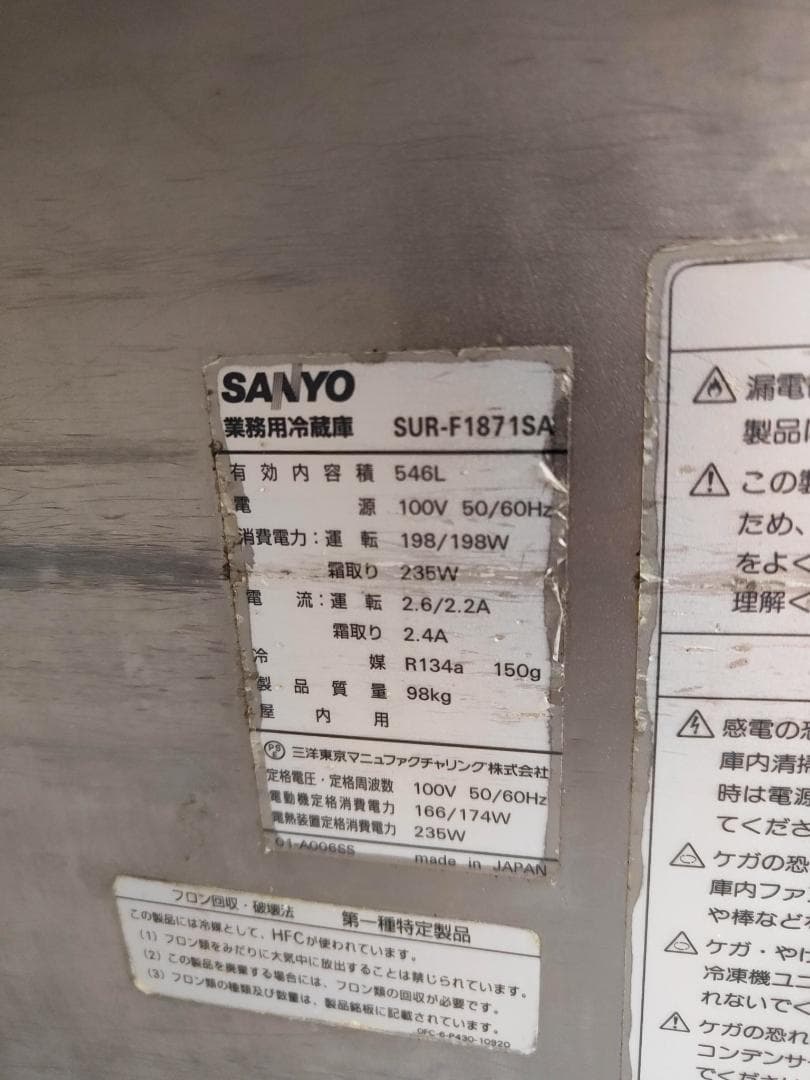 SANYO
業務用冷蔵庫 SUR-F1871SA
有効内容積 546L
電源 100V 50/60Hz
消費電力:運転 198/198W
霜取り 235W
電流:運転 2.6/2.2A
霜取り 2.4A
冷媒 R134a 150g
製品質量 98kg
屋内用
PSE 三洋東京マニュファクチャリング株式会社
定格電圧・定格周波数 100V 50/60Hz
電動機定格消費電力 166/174W
電熱装置定格消費電力 235W
01-A006SS made in JAPAN
フロン回収・破壊法 第一種特定製品
この製品には冷媒として、HFCが使われています。
(1) フロン類をみだりに大気中に放出することは禁じられています。
(2) この製品を廃棄する場合には、フロン類の回収が必要です。
(3) フロン類の種類及び数量は、製品銘板に記載されています。
OFC-6-P430-10920
漏電
製品
この製
ため、
をよく
理解く
感電の恐
庫内清掃
時は電源
てくださ
ケガの恐
庫内ファ
や棒などを
ケガ・やけ
冷凍機ユニ
れないでく
ケガの恐れ
コンデンサ
でくださ